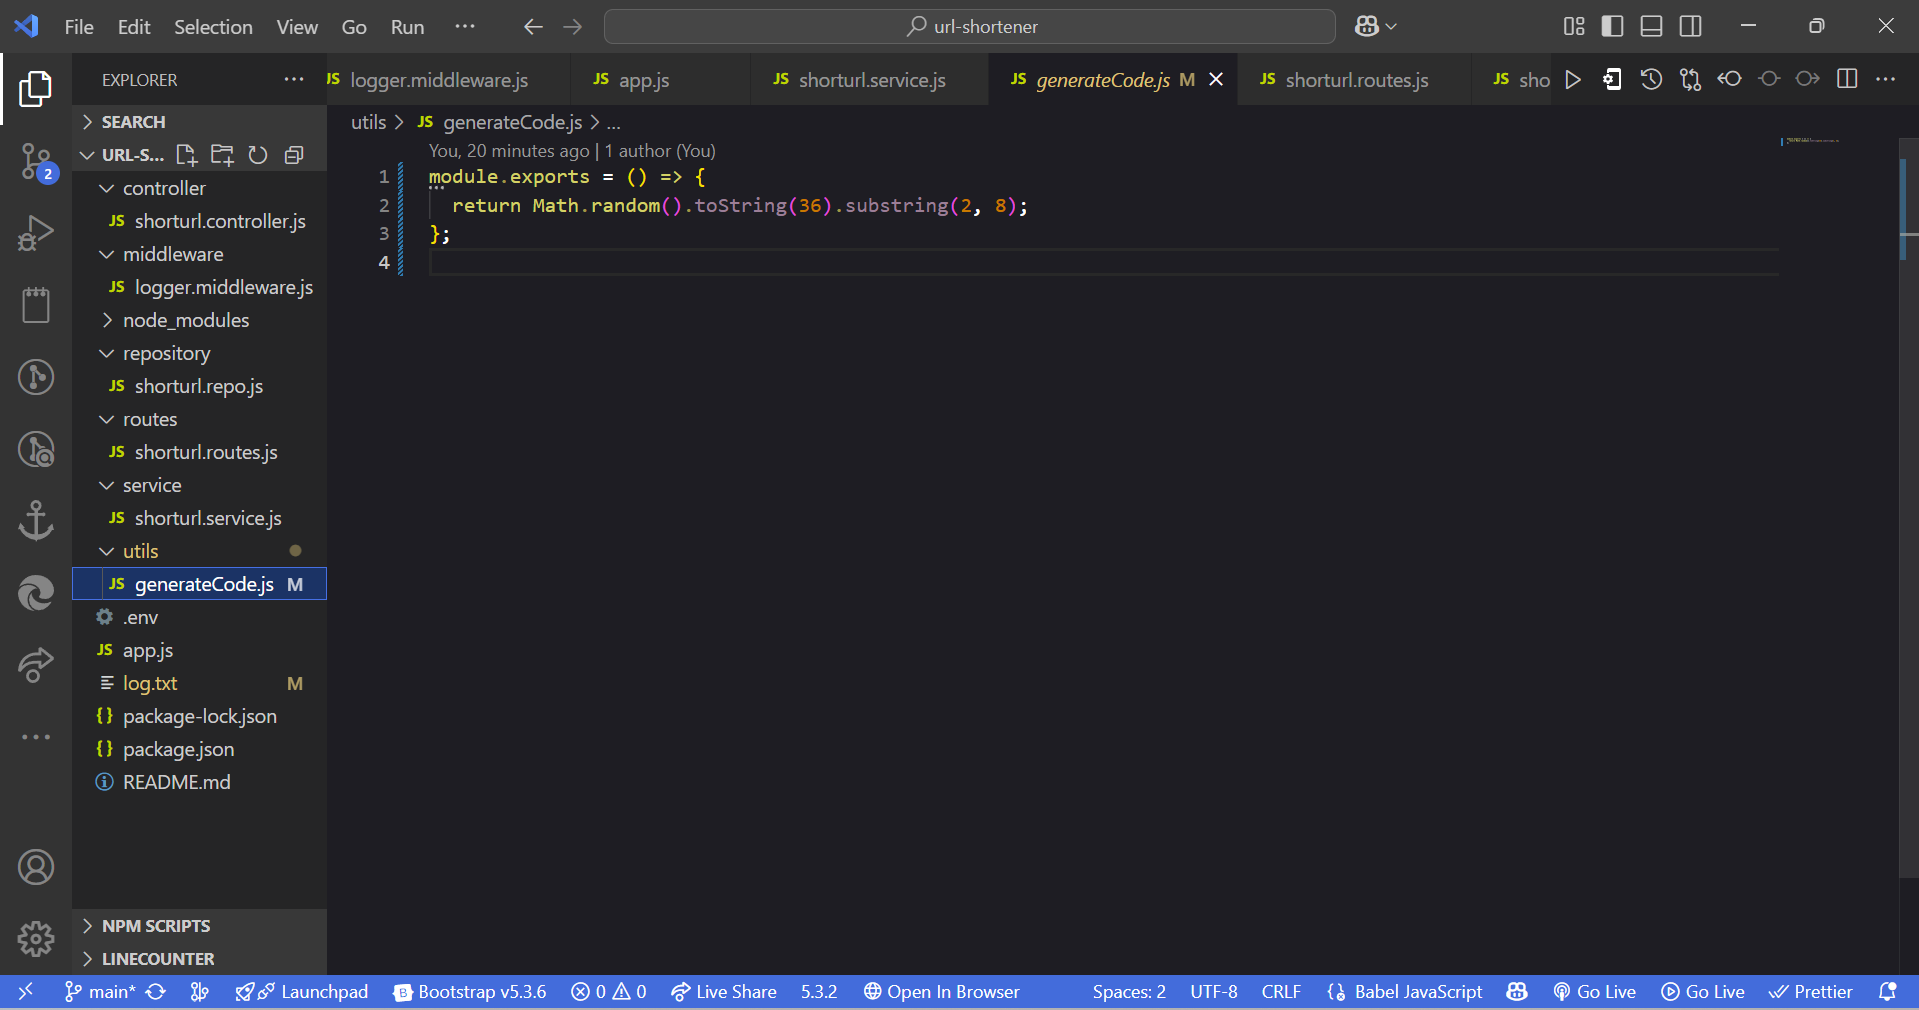 File Edit Selection View Go Run ···
url-shortener
EXPLORER ···
JS logger.middleware.js
JS app.js
JS shorturl.service.js
JS generateCode.js M
JS shorturl.routes.js
JS sho
SEARCH
URL-S...
controller
JS shorturl.controller.js
middleware
JS logger.middleware.js
node_modules
repository
JS shorturl.repo.js
routes
JS shorturl.routes.js
service
JS shorturl.service.js
utils
JS generateCode.js M
.env
JS app.js
log.txt M
{} package-lock.json
{} package.json
README.md
NPM SCRIPTS
LINECOUNTER
2
utils > JS generateCode.js > ...
You, 20 minutes ago | 1 author (You)
1 module.exports = () => {
2 return Math.random().toString(36).substring(2, 8);
3 };
4
main* Launchpad B Bootstrap v5.3.6 0 0 Live Share 5.3.2 Open In Browser Spaces: 2 UTF-8 CRLF Babel JavaScript Go Live Go Live Prettier